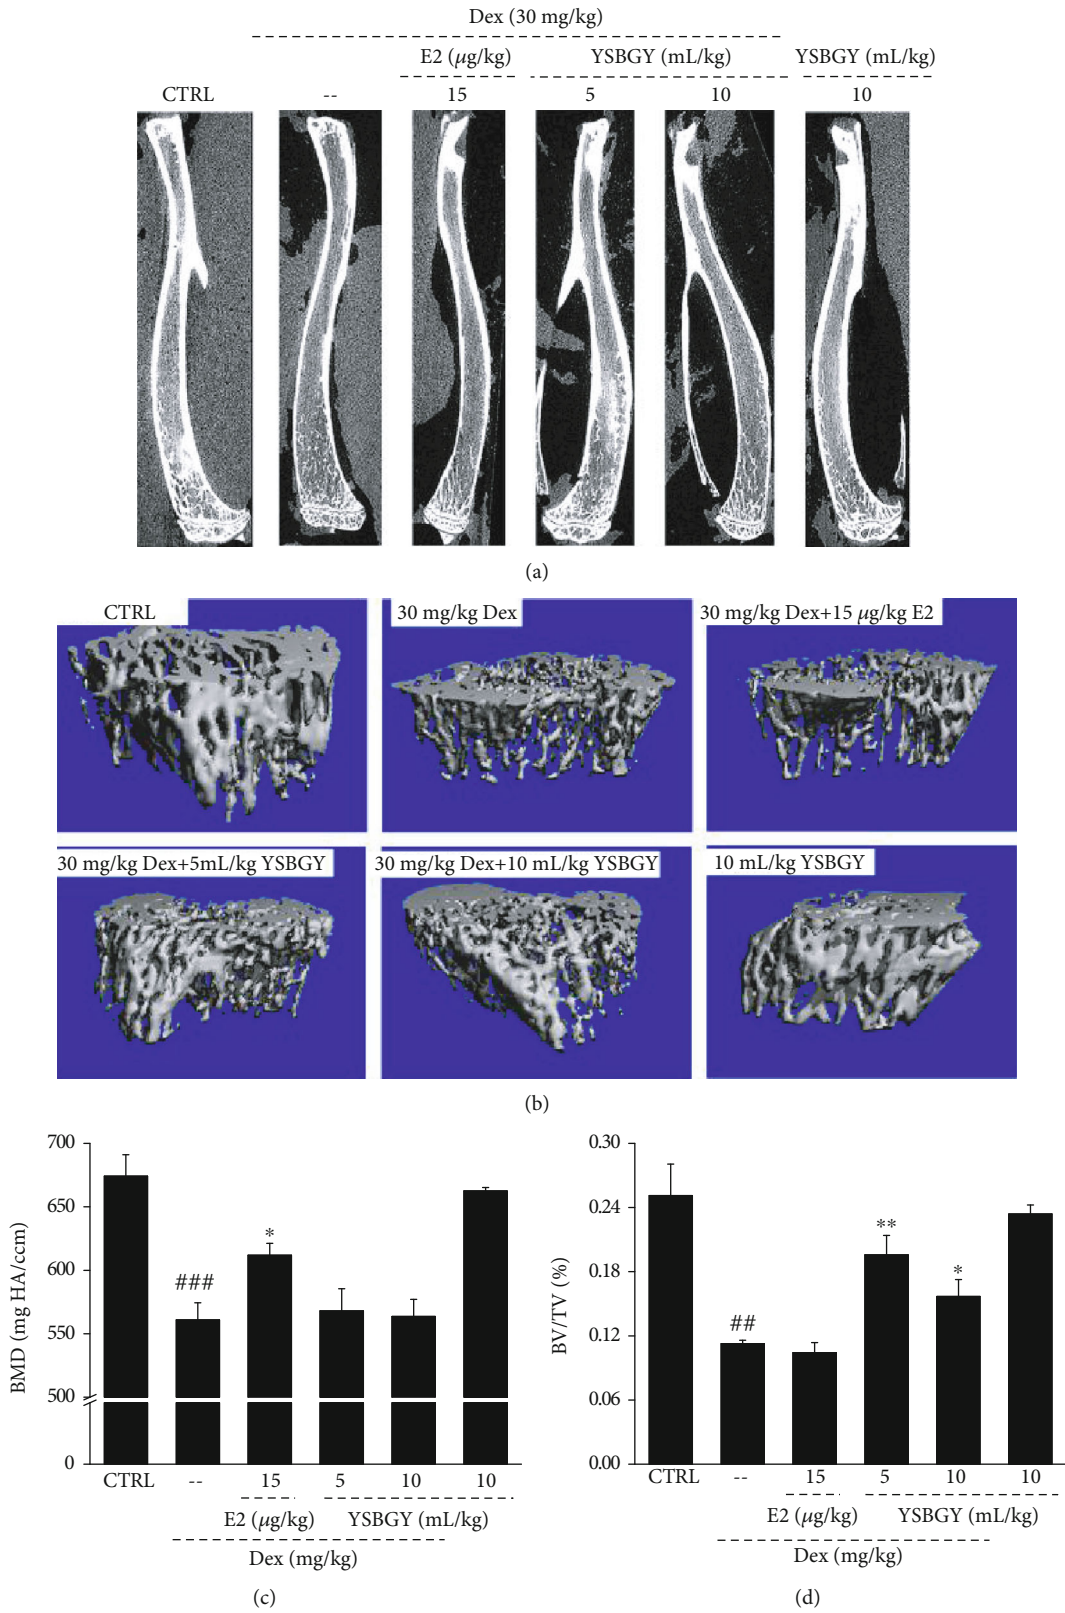 Dex (30 mg/kg)
E2 (μg/kg) YSBGY (mL/kg) YSBGY (mL/kg)
CTRL -- 15 5 10 10
(a)
CTRL 30 mg/kg Dex 30 mg/kg Dex+15 μg/kg E2
30 mg/kg Dex+5mL/kg YSBGY 30 mg/kg Dex+10 mL/kg YSBGY 10 mL/kg YSBGY
(b)
BMD (mg HA/ccm)
700
650
600
550
500
0
###
*
CTRL -- 15 5 10 10
E2 (μg/kg) YSBGY (mL/kg)
Dex (mg/kg)
(c)
BV/TV (%)
0.30
0.24
0.18
0.12
0.06
0.00
##
**
*
CTRL -- 15 5 10 10
E2 (μg/kg) YSBGY (mL/kg)
Dex (mg/kg)
(d)